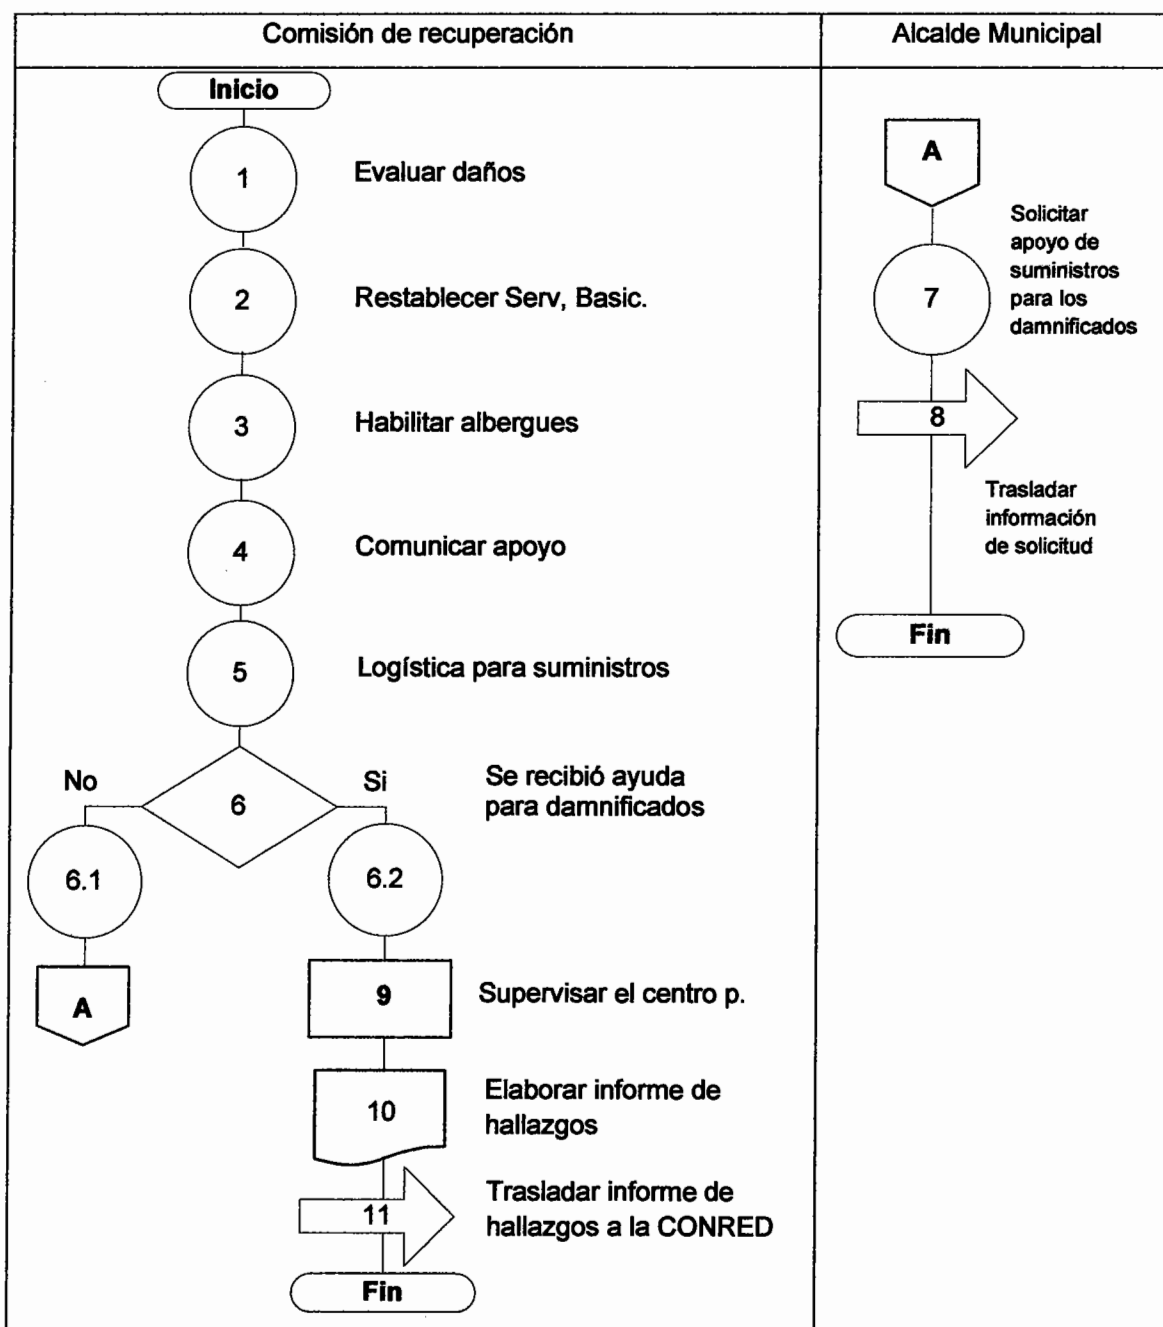 Comisión de recuperación
Alcalde Municipal
Inicio
1
Evaluar daños
2
Restablecer Serv, Basic.
3
Habilitar albergues
4
Comunicar apoyo
5
Logística para suministros
6
No
Si
Se recibió ayuda
para damnificados
6.1
6.2
A
9
Supervisar el centro p.
10
Elaborar informe de
hallazgos
11
Trasladar informe de
hallazgos a la CONRED
Fin
A
Solicitar
apoyo de
suministros
para los
damnificados
7
8
Trasladar
información
de solicitud
Fin